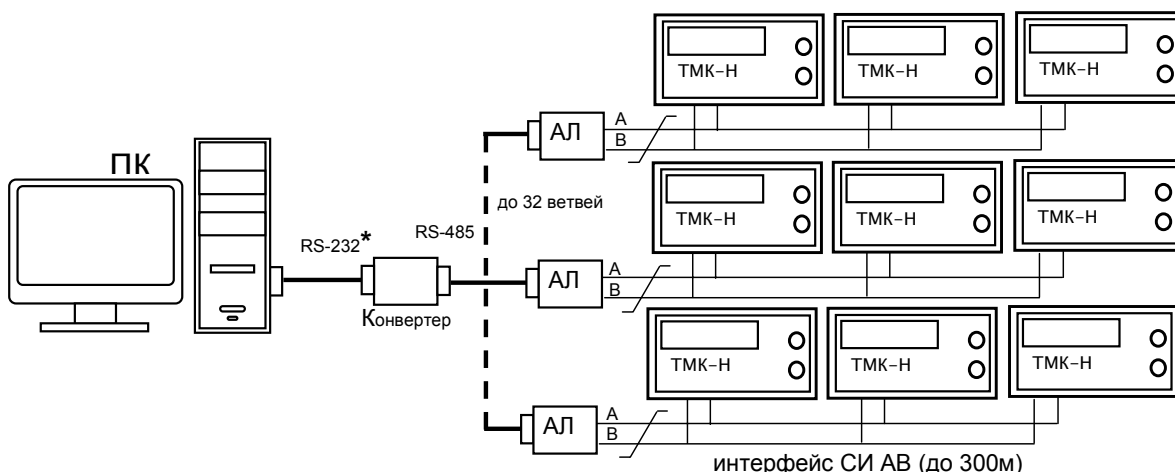 ПК
RS-232*
Конвертер
RS-485
до 32 ветвей
АЛ
А
В
ТМК-Н
ТМК-Н
ТМК-Н
АЛ
А
В
ТМК-Н
ТМК-Н
ТМК-Н
АЛ
А
В
ТМК-Н
ТМК-Н
ТМК-Н
интерфейс СИ АВ (до 300м)